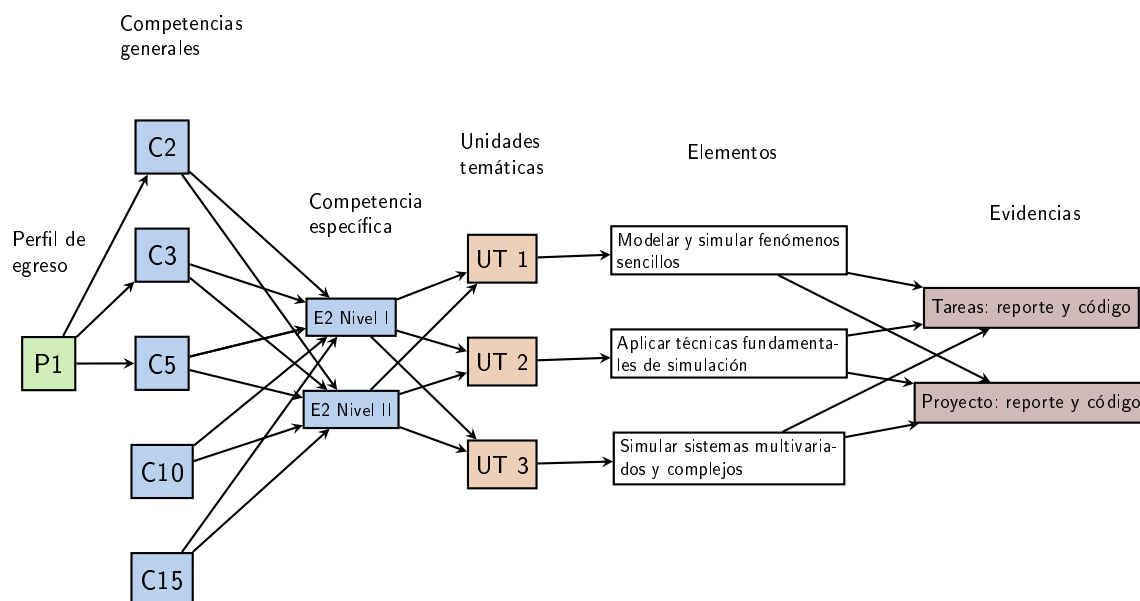 Competencias
generales
C2
Unidades
temáticas
Elementos
Competencia
específica
Evidencias
Perfil de
egreso
C3
UT 1
Modelar y simular fenómenos
sencillos
E2 Nivel I
Tareas: reporte y código
P1
C5
UT 2
Aplicar técnicas fundamenta-
les de simulación
E2 Nivel II
Proyecto: reporte y código
C10
UT 3
Simular sistemas multivaria-
dos y complejos
C15